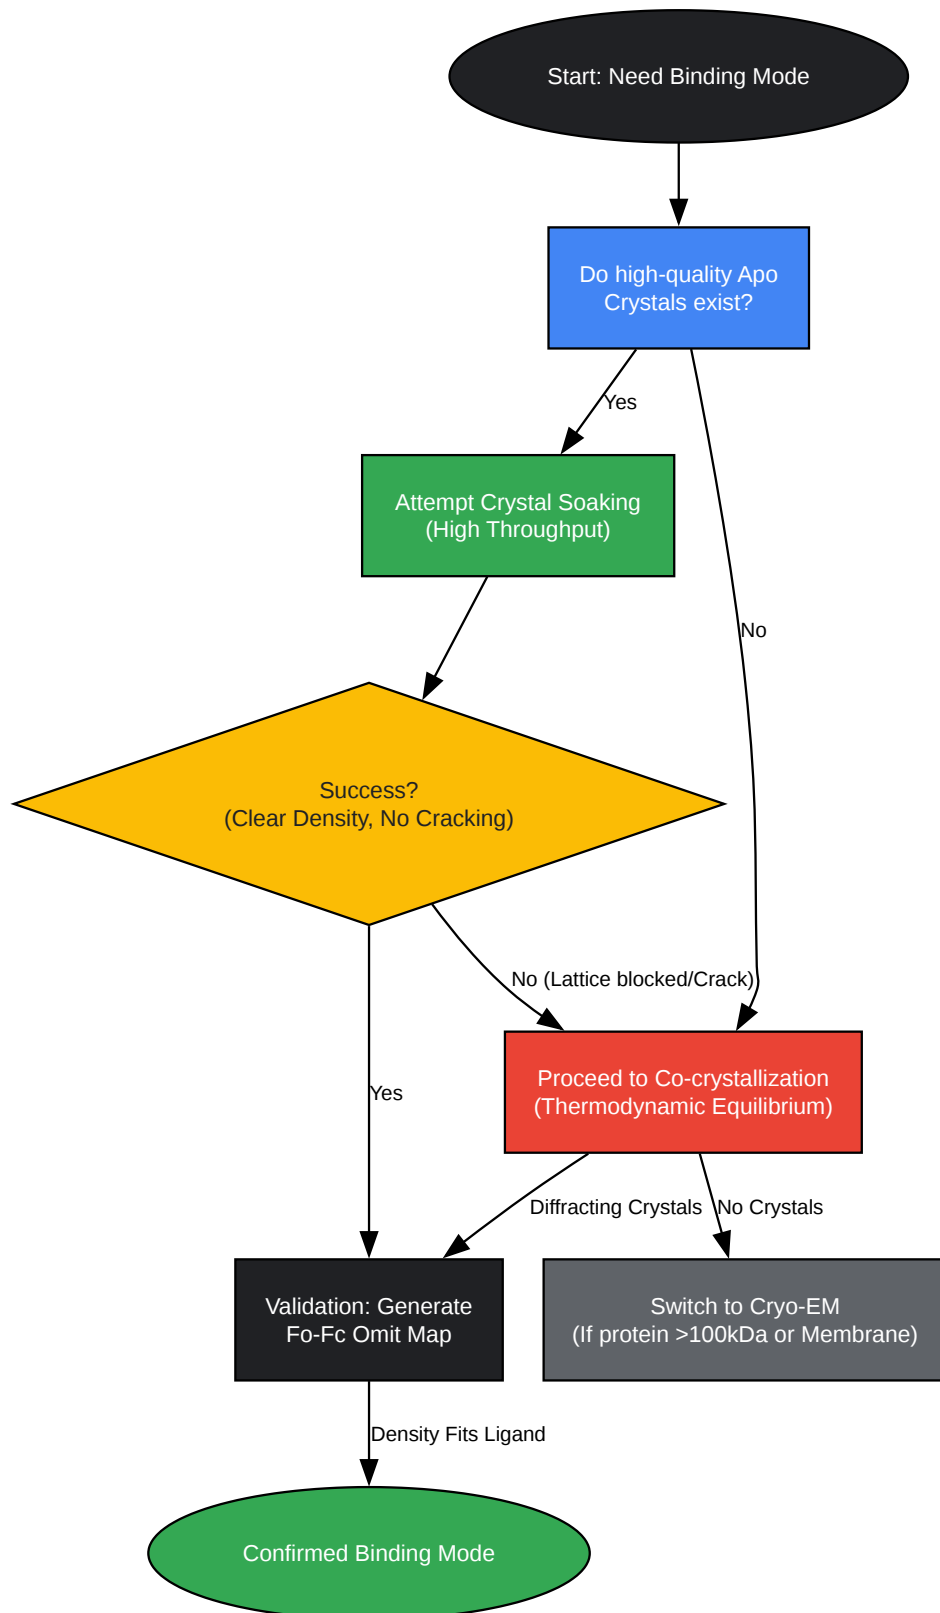 Start: Need Binding Mode
Do high-quality Apo
Crystals exist?
Yes
Attempt Crystal Soaking
(High Throughput)
No
Success?
(Clear Density, No Cracking)
No (Lattice blocked/Crack)
Proceed to Co-crystallization
(Thermodynamic Equilibrium)
Yes
Diffracting Crystals
No Crystals
Validation: Generate
Fo-Fc Omit Map
Switch to Cryo-EM
(If protein >100kDa or Membrane)
Density Fits Ligand
Confirmed Binding Mode